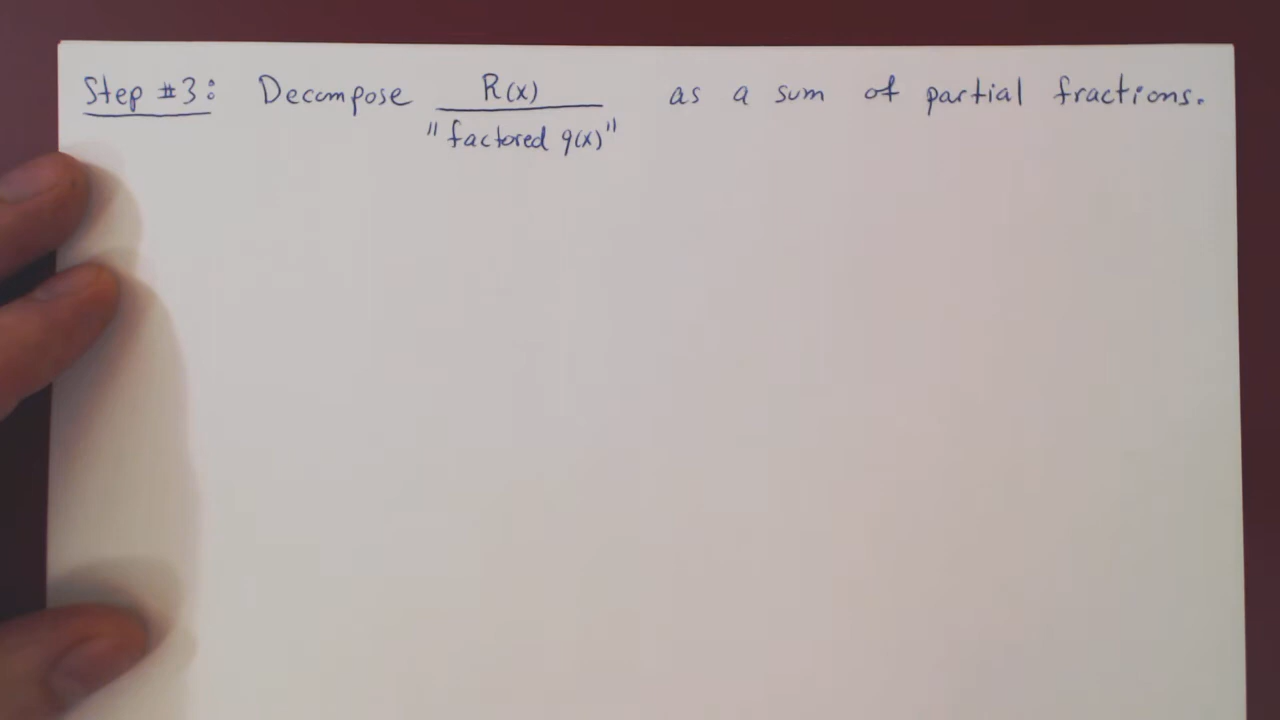 Step #3: Decompose R(x) / "factored q(x)" as a sum of partial fractions.